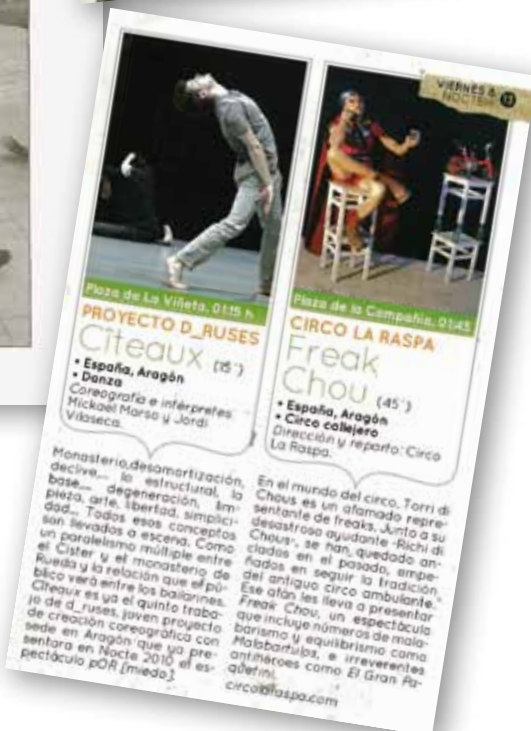 VIERNES 8 13
NOCTE
Plaza de La Viñeta, 01:15 h
PROYECTO D_RUSES
Cîteaux (15´)
• España, Aragón
• Danza
Coreografía e intérpretes:
Mickaël Marso y Jordi
Vilaseca.
Monasterio, desamortización,
declive,... lo estructural, la
base,... degeneración, lim-
pieza, arte, libertad, simplici-
dad... Todos esos conceptos
son llevados a escena. Como
un paralelismo múltiple entre
el Císter y el monasterio de
Rueda y la relación que el pú-
blico verá entre los bailarines.
Cîteaux es ya el quinto traba-
jo de d_ruses, joven proyecto
de creación coreográfica con
sede en Aragón que ya pre-
sentara en Nocte 2010 el es-
pectáculo pOR [miedo].
Plaza de la Compañía, 01:45
CIRCO LA RASPA
Freak
Chou (45´)
• España, Aragón
• Circo callejero
Dirección y reparto: Circo
La Raspa.
En el mundo del circo, Torri di
Chous es un afamado repre-
sentante de freaks. Junto a su
desastroso ayudante -Richi di
Chous-, se han, quedado an-
clados en el pasado, empe-
ñados en seguir la tradición
del antiguo circo ambulante.
Ese afán les lleva a presentar
Freak Chou, un espectáculo
que incluye números de mala-
barismo y equilibrismo como
Malabartulos, e irreverentes
antihéroes como El Gran Pa-
quetini.
circolaraspa.com